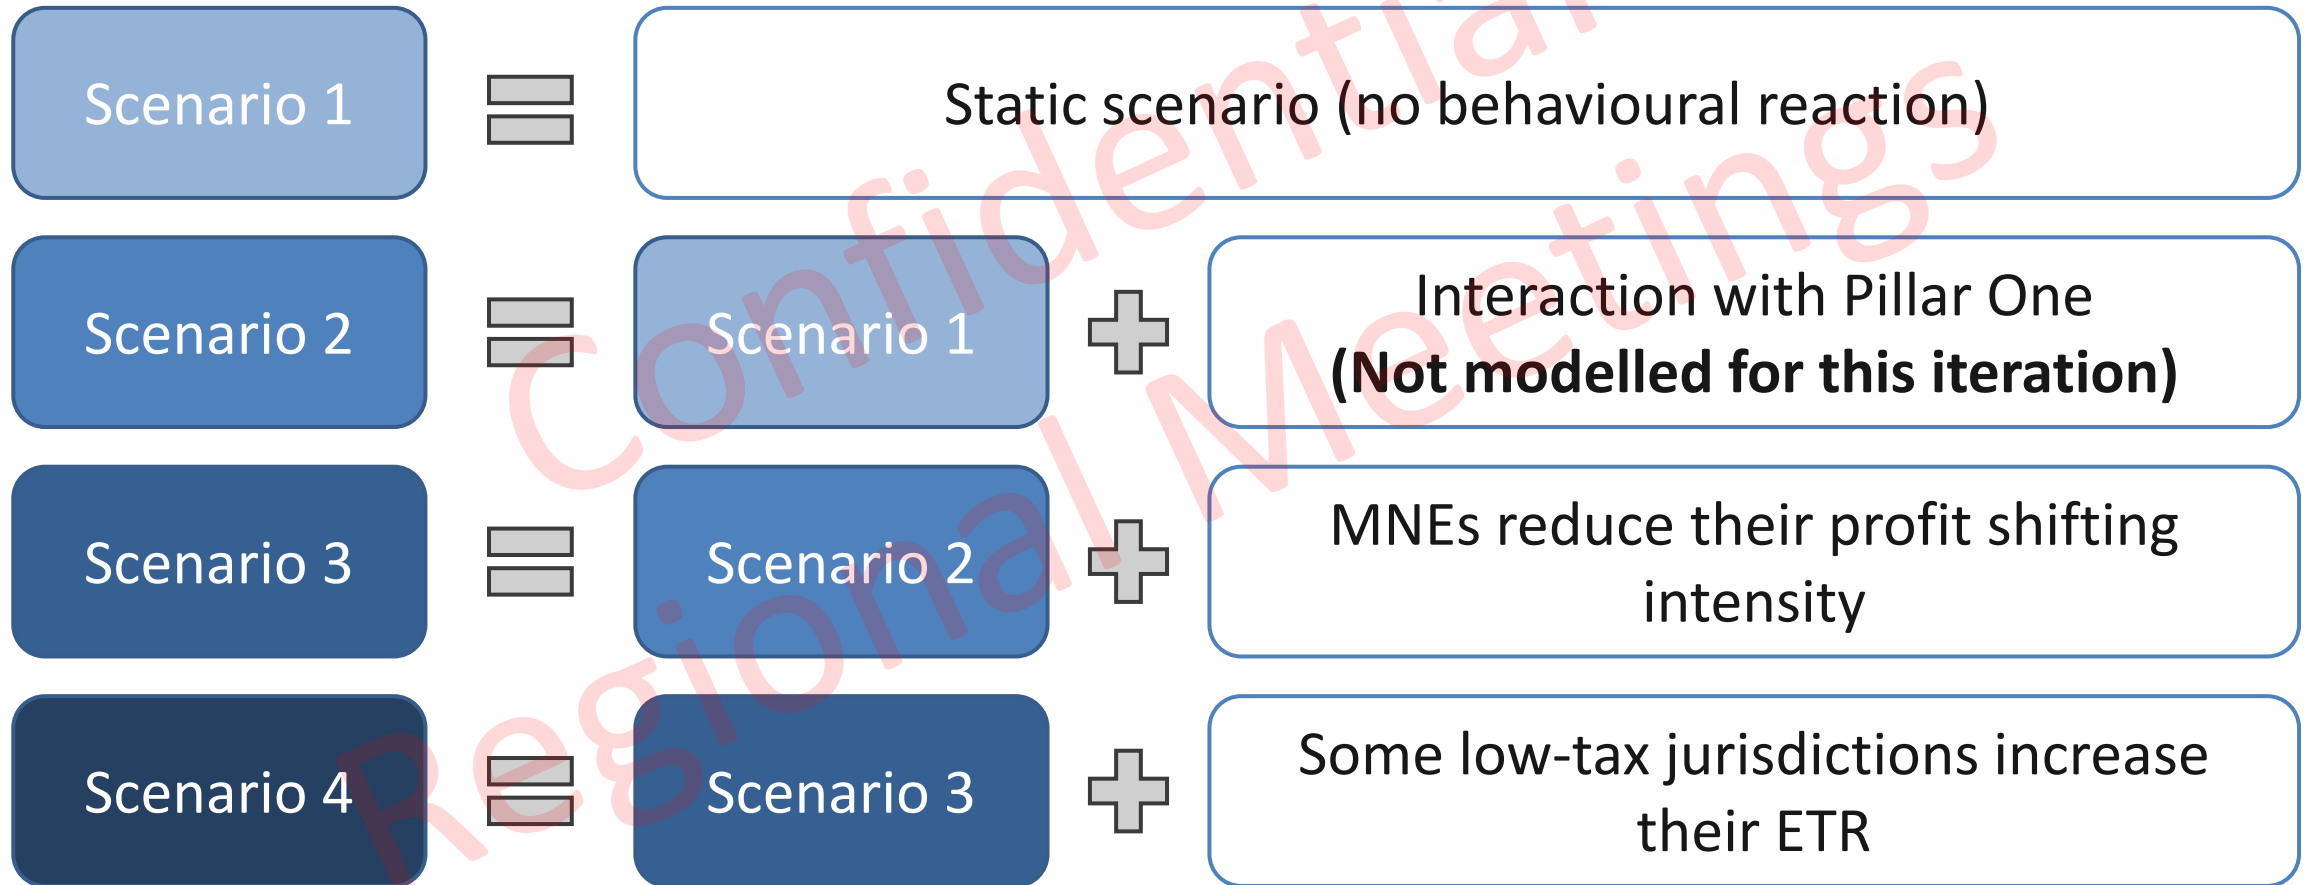 Scenario 1
Static scenario (no behavioural reaction)
Scenario 2
Scenario 1
Interaction with Pillar One
(Not modelled for this iteration)
Scenario 3
Scenario 2
MNEs reduce their profit shifting
intensity
Scenario 4
Scenario 3
Some low-tax jurisdictions increase
their ETR
Confidential
Regional Meetings